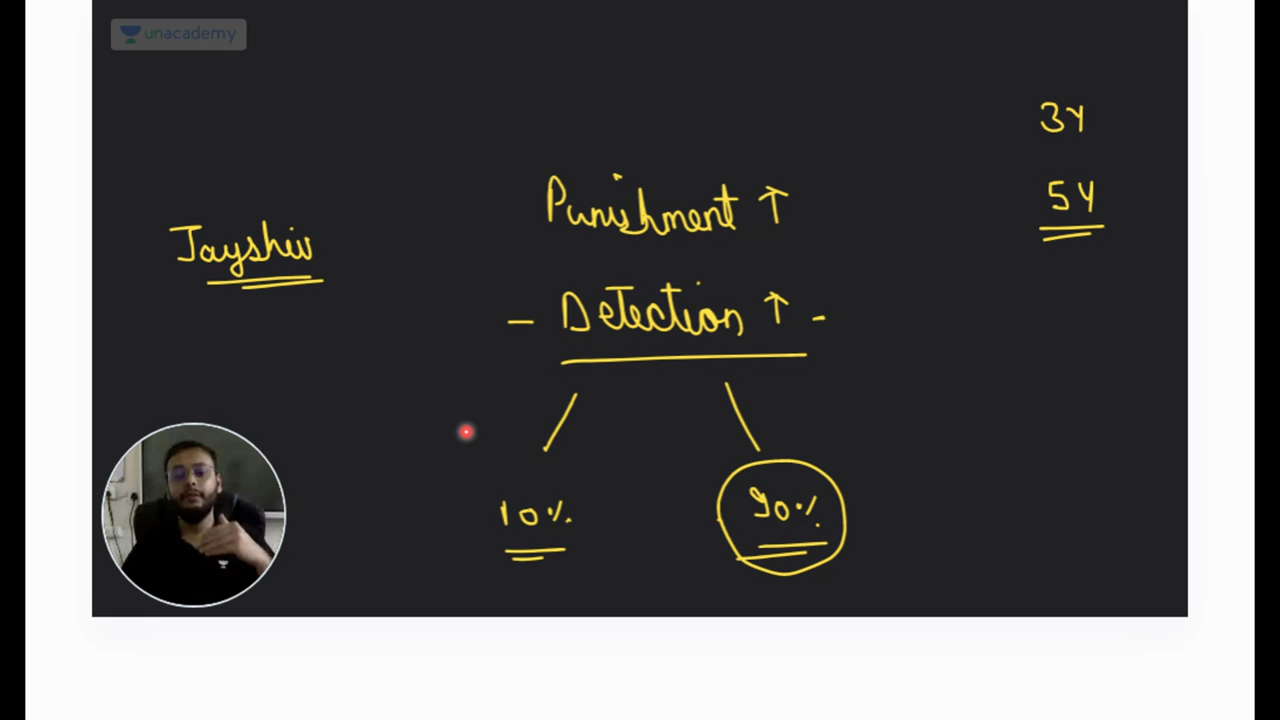 unacademy
3Y
Punishment ↑
5Y
Jayshiv
- Detection ↑ -
10%
90%